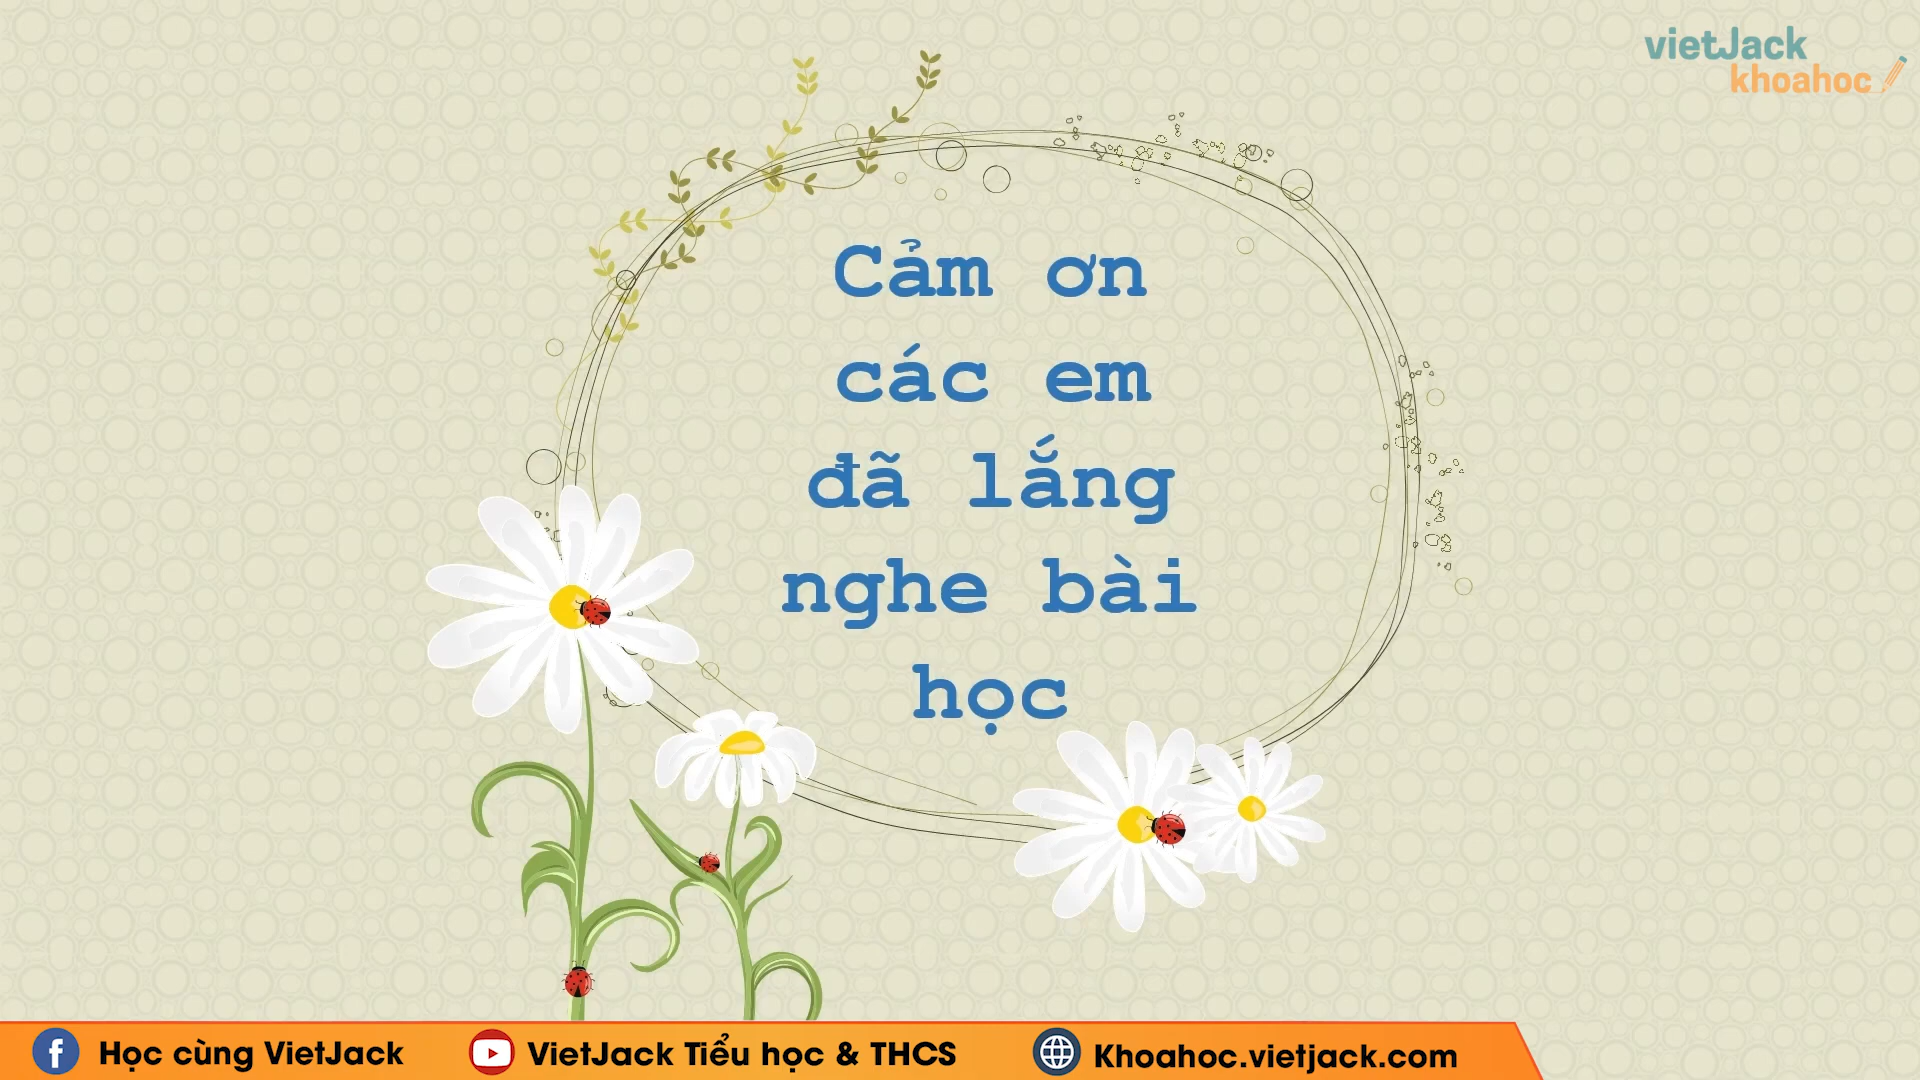 vietJack
khoahoc
Cảm ơn
các em
đã lắng
nghe bài
học
Học cùng VietJack
VietJack Tiểu học & THCS
Khoahoc.vietjack.com